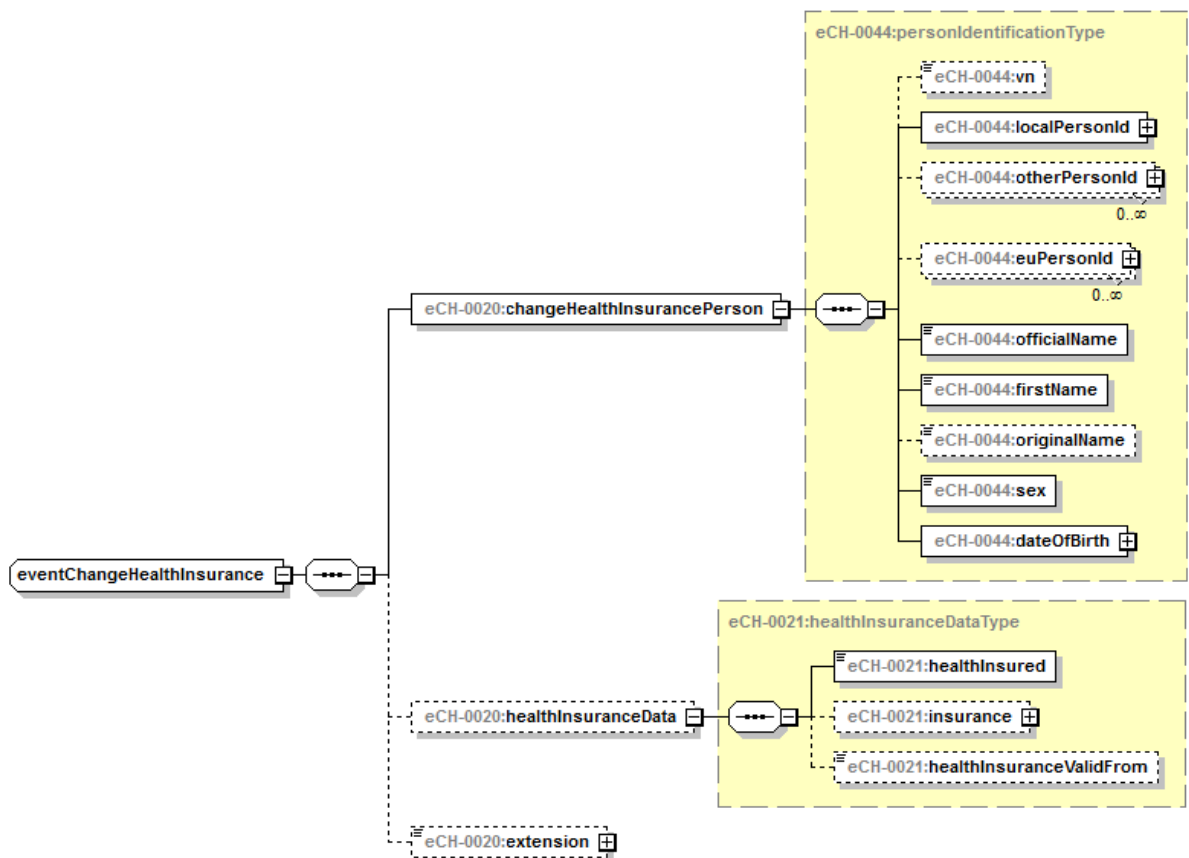 eCH-0044:personIdentificationType
eCH-0044:vn
eCH-0044:localPersonId
eCH-0044:otherPersonId
0..∞
eCH-0044:euPersonId
0..∞
eCH-0020:changeHealthInsurancePerson
eCH-0044:officialName
eCH-0044:firstName
eCH-0044:originalName
eCH-0044:sex
eCH-0044:dateOfBirth
eventChangeHealthInsurance
eCH-0021:healthInsuranceDataType
eCH-0021:healthInsured
eCH-0020:healthInsuranceData
eCH-0021:insurance
eCH-0021:healthInsuranceValidFrom
eCH-0020:extension